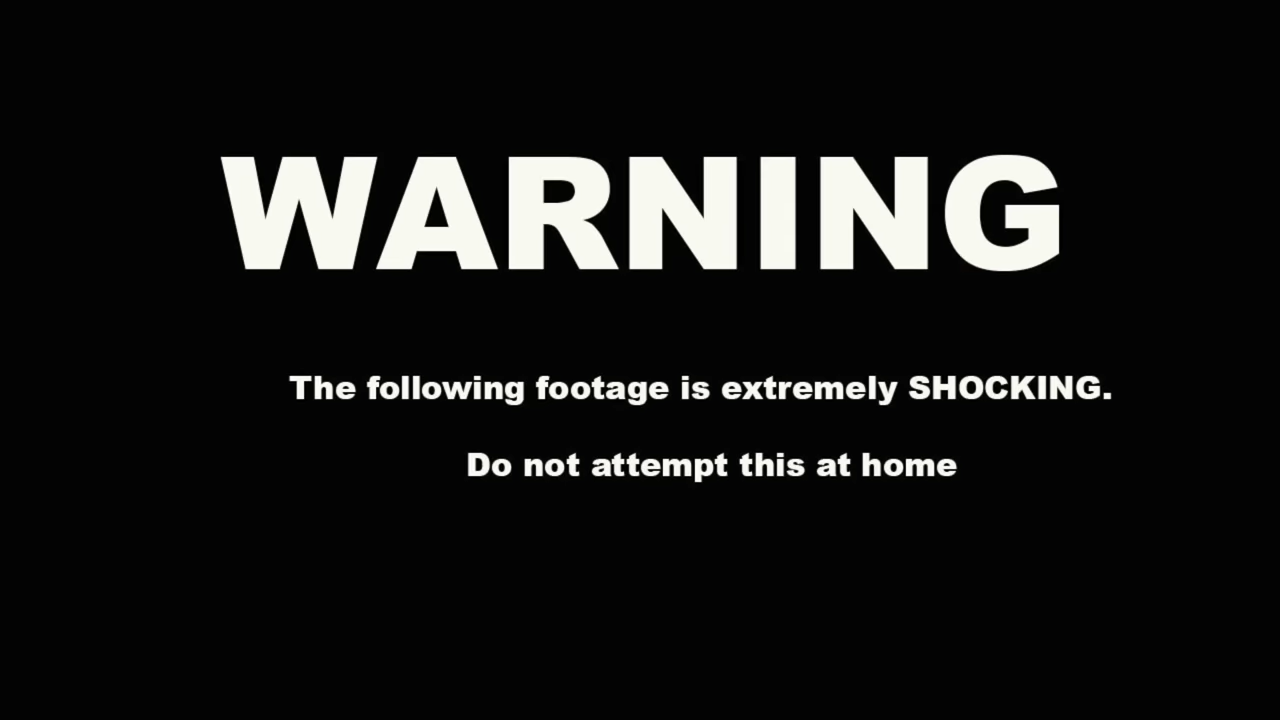 WARNING
The following footage is extremely SHOCKING.
Do not attempt this at home